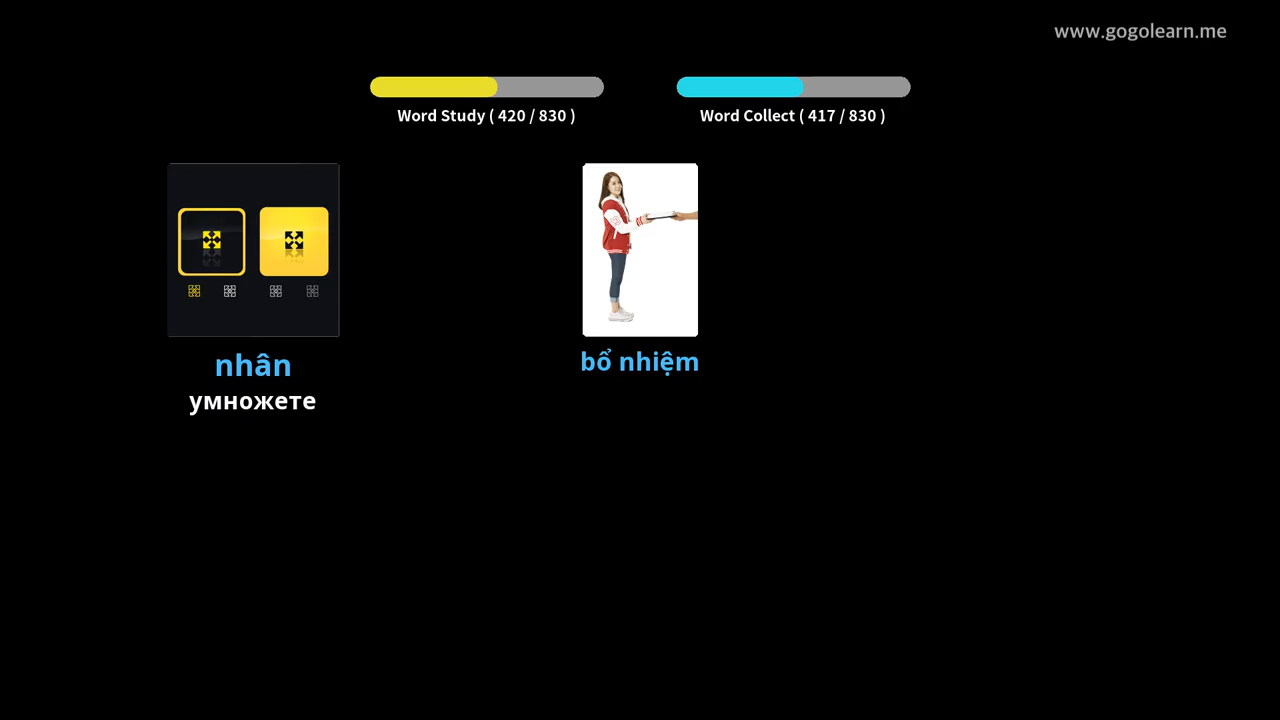 www.gogolearn.me
Word Study ( 420 / 830 )
Word Collect ( 417 / 830 )
nhân
умножете
bổ nhiệm